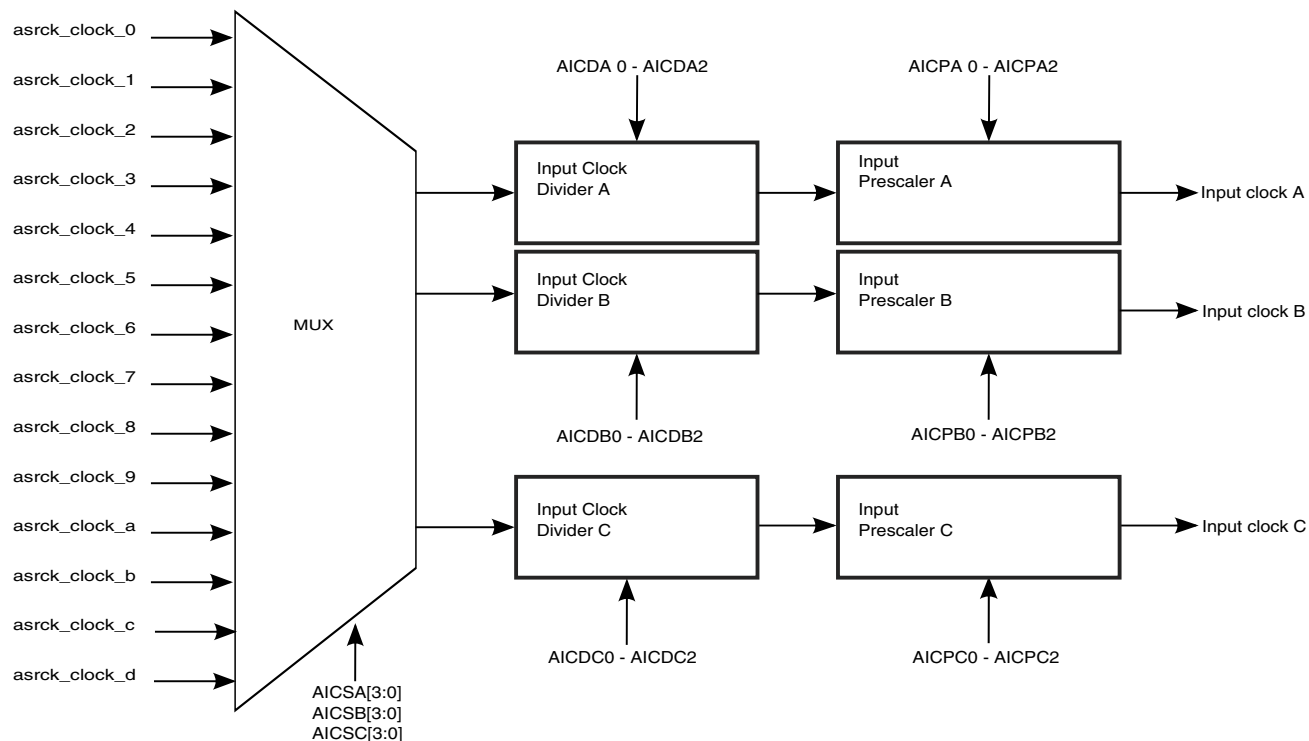 asrck_clock_0
asrck_clock_1
asrck_clock_2
asrck_clock_3
asrck_clock_4
asrck_clock_5
asrck_clock_6
asrck_clock_7
asrck_clock_8
asrck_clock_9
asrck_clock_a
asrck_clock_b
asrck_clock_c
asrck_clock_d
MUX
AICSA[3:0]
AICSB[3:0]
AICSC[3:0]
AICDA 0 - AICDA2
AICPA 0 - AICPA2
Input Clock
Divider A
Input
Prescaler A
Input clock A
Input Clock
Divider B
Input
Prescaler B
Input clock B
AICDB0 - AICDB2
AICPB0 - AICPB2
Input Clock
Divider C
Input
Prescaler C
Input clock C
AICDC0 - AICDC2
AICPC0 - AICPC2